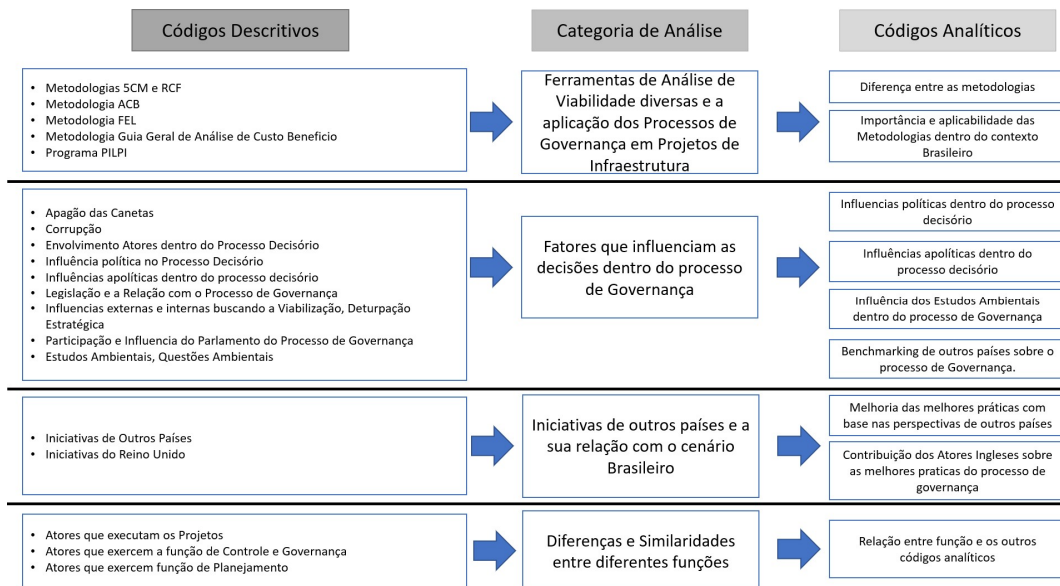 Códigos Descritivos
Categoria de Análise
Códigos Analíticos
• Metodologias 5CM e RCF
• Metodologia ACB
• Metodologia FEL
• Metodologia Guia Geral de Análise de Custo Beneficio
• Programa PILPI
Ferramentas de Análise de
Viabilidade diversas e a
aplicação dos Processos de
Governança em Projetos de
Infraestrutura
Diferença entre as metodologias
Importância e aplicabilidade das
Metodologias dentro do contexto
Brasileiro
• Apagão das Canetas
• Corrupção
• Envolvimento Atores dentro do Processo Decisório
• Influência política no Processo Decisório
• Influências apolíticas dentro do processo decisório
• Legislação e a Relação com o Processo de Governança
• Influencias externas e internas buscando a Viabilização, Deturpação
Estratégica
• Participação e Influencia do Parlamento do Processo de Governança
• Estudos Ambientais, Questões Ambientais
Fatores que influenciam as
decisões dentro do processo
de Governança
Influencias políticas dentro do processo
decisório
Influências apolíticas dentro do
processo decisório
Influência dos Estudos Ambientais
dentro do processo de Governança
Benchmarking de outros países sobre o
processo de Governança.
• Iniciativas de Outros Países
• Iniciativas do Reino Unido
Iniciativas de outros países e a
sua relação com o cenário
Brasileiro
Melhoria das melhores práticas com
base nas perspectivas de outros países
Contribuição dos Atores Ingleses sobre
as melhores praticas do processo de
governança
• Atores que executam os Projetos
• Atores que exercem a função de Controle e Governança
• Atores que exercem função de Planejamento
Diferenças e Similaridades
entre diferentes funções
Relação entre função e os outros
códigos analíticos